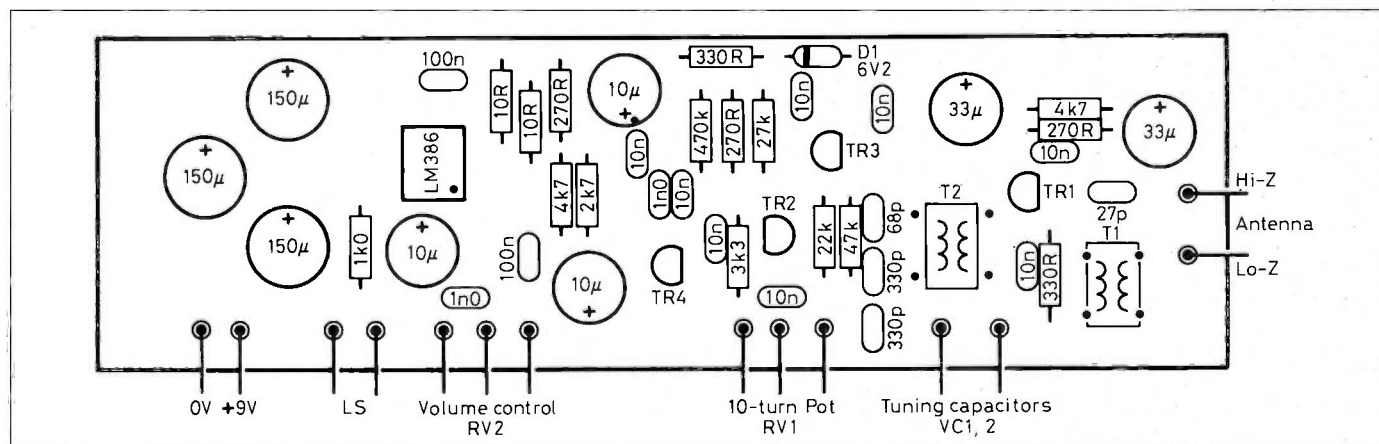 100n
150µ
150µ
150µ
LM386
1k0
10µ
1n0
100n
10R
10R
270R
10µ
4k7
2k7
10µ
10n
1n0
10n
TR4
330R
D1
6V2
10n
10n
470k
270R
27k
TR3
TR2
10n
3k3
10n
22k
47k
68p
330p
330p
T2
33µ
4k7
270R
10n
33µ
TR1
27p
T1
10n
330R
Hi-Z
Antenna
Lo-Z
0V +9V
LS
Volume control
RV2
10-turn Pot
RV1
Tuning capacitors
VC1, 2